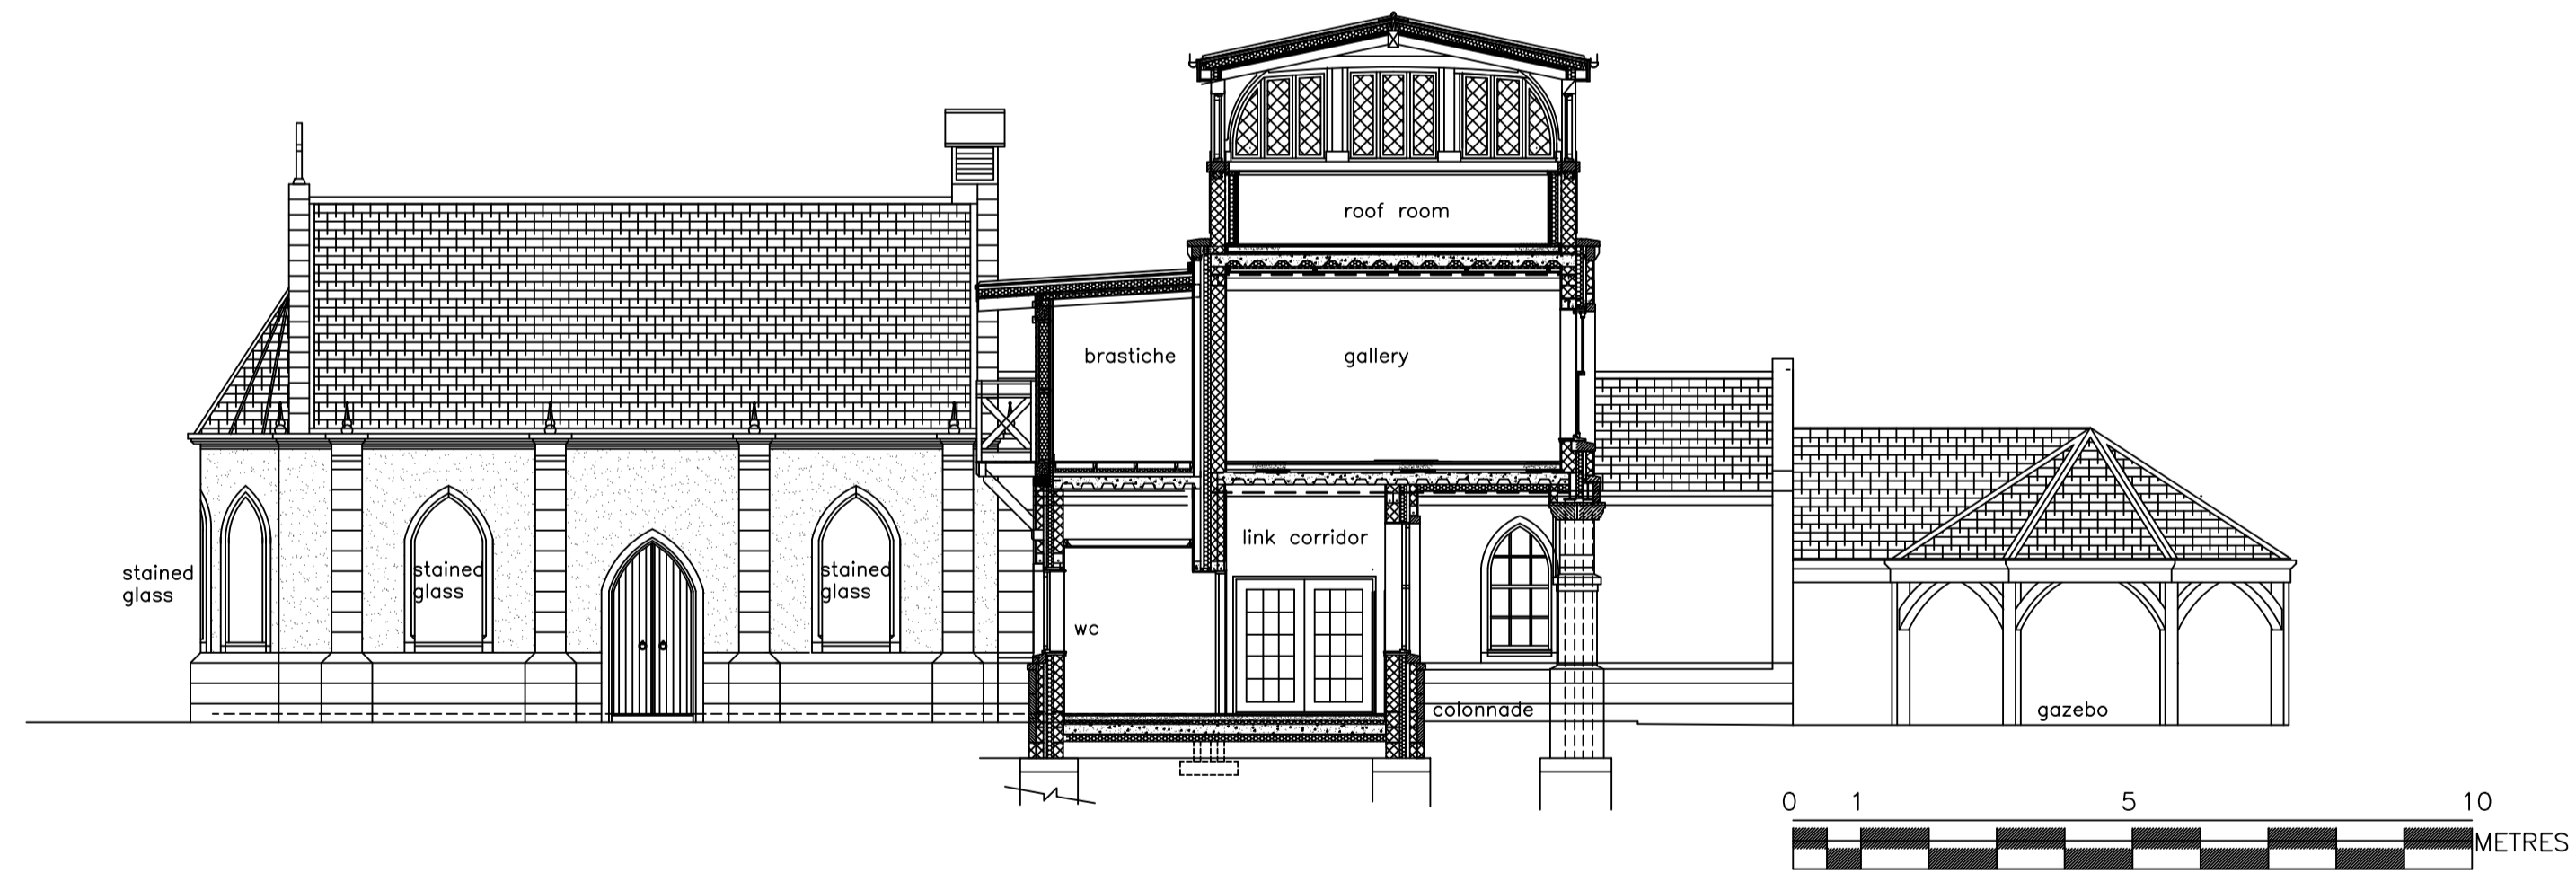 roof room
brastiche
gallery
link corridor
stained
glass
stained
glass
stained
glass
wc
colonnade
gazebo
0 1 5 10
METRES